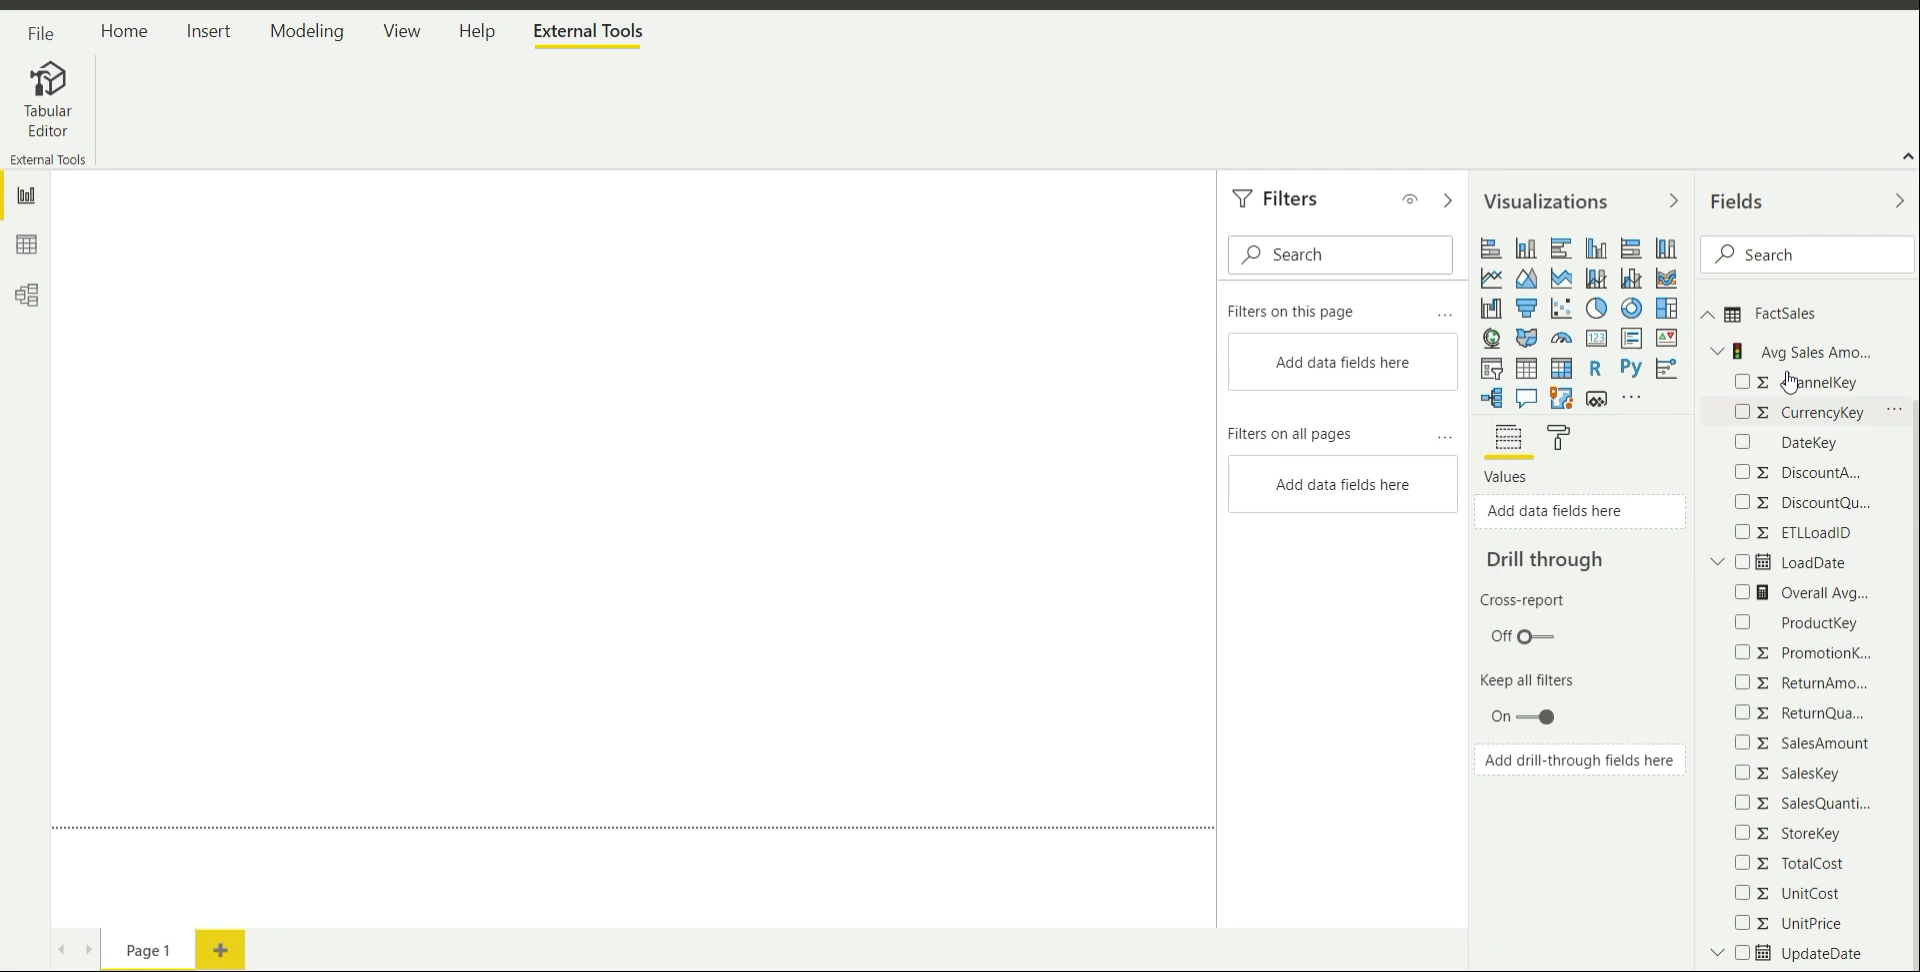 File
Home
Insert
Modeling
View
Help
External Tools
Tabular
Editor
External Tools
Filters
Search
Filters on this page
...
Add data fields here
Filters on all pages
...
Add data fields here
Visualizations
123
R
Py
...
Values
Add data fields here
Drill through
Cross-report
Off
Keep all filters
On
Add drill-through fields here
Fields
Search
FactSales
Avg Sales Amo...
Σ annelKey
Σ CurrencyKey ...
DateKey
Σ DiscountA...
Σ DiscountQu...
Σ ETLLoadID
LoadDate
Overall Avg...
ProductKey
Σ PromotionK...
Σ ReturnAmo...
Σ ReturnQua...
Σ SalesAmount
Σ SalesKey
Σ SalesQuanti...
Σ StoreKey
Σ TotalCost
Σ UnitCost
Σ UnitPrice
UpdateDate
Page 1
+